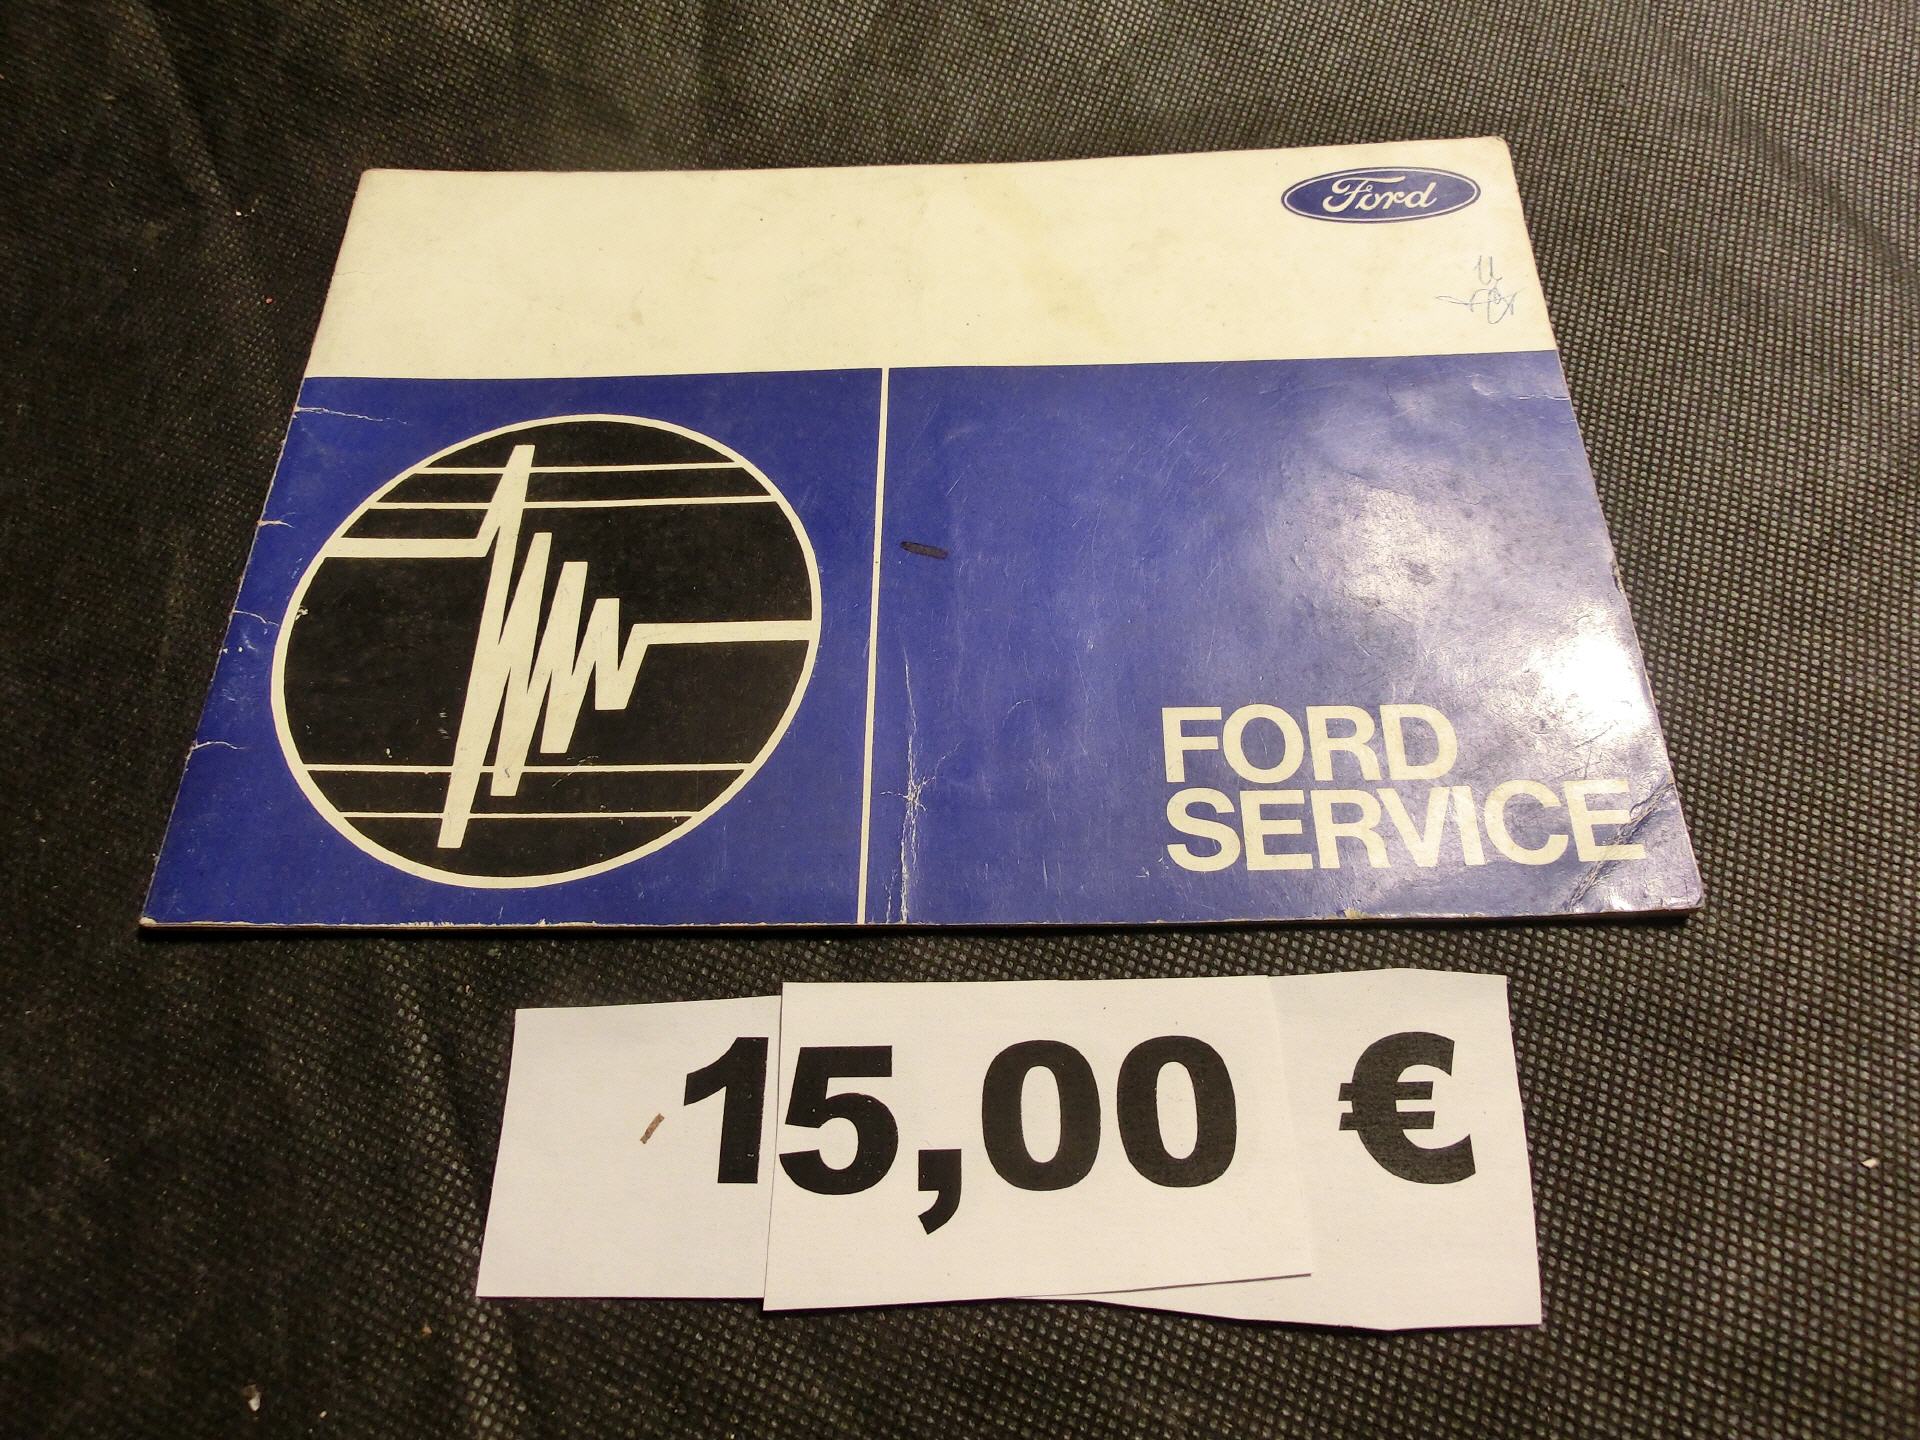 Ford
FORD
SERVICE
15,00 €